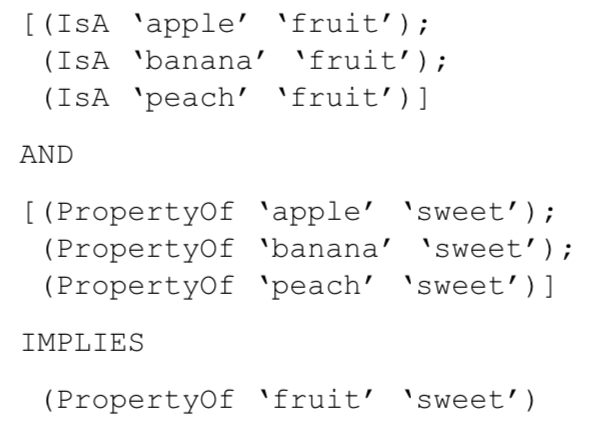 [(IsA ‘apple’ ‘fruit’);
(IsA ‘banana’ ‘fruit’);
(IsA ‘peach’ ‘fruit’)]
AND
[(PropertyOf ‘apple’ ‘sweet’);
(PropertyOf ‘banana’ ‘sweet’);
(PropertyOf ‘peach’ ‘sweet’)]
IMPLIES
(PropertyOf ‘fruit’ ‘sweet’)